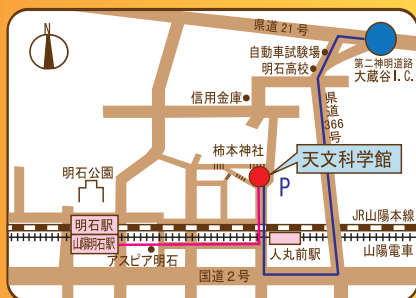 N
県道21号
自動車試験場
明石高校
第二神明道路
大蔵谷I.C.
信用金庫
県道366号
柿本神社
天文科学館
明石公園
P
JR山陽本線
明石駅
山陽明石駅
山陽電車
アスピア明石
人丸前駅
国道2号